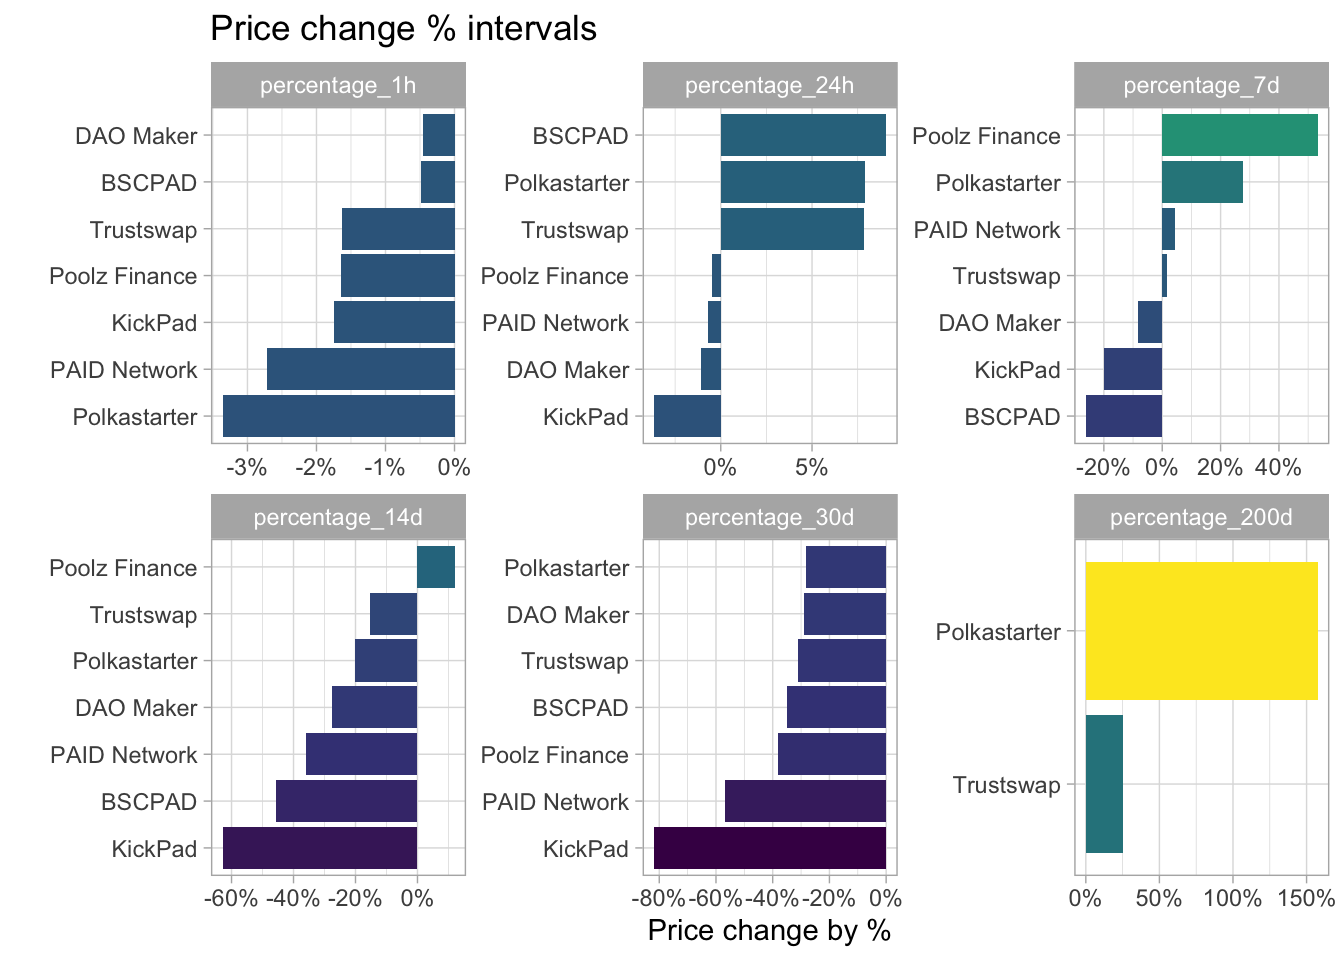 Price change % intervals
percentage_1h
DAO Maker
BSCPAD
Trustswap
Poolz Finance
KickPad
PAID Network
Polkastarter
-3% -2% -1% 0%
percentage_24h
BSCPAD
Polkastarter
Trustswap
Poolz Finance
PAID Network
DAO Maker
KickPad
0% 5%
percentage_7d
Poolz Finance
Polkastarter
PAID Network
Trustswap
DAO Maker
KickPad
BSCPAD
-20% 0% 20% 40%
percentage_14d
Poolz Finance
Trustswap
Polkastarter
DAO Maker
PAID Network
BSCPAD
KickPad
-60% -40% -20% 0%
percentage_30d
Polkastarter
DAO Maker
Trustswap
BSCPAD
Poolz Finance
PAID Network
KickPad
-80% -60% -40% -20% 0%
percentage_200d
Polkastarter
Trustswap
0% 50% 100% 150%
Price change by %